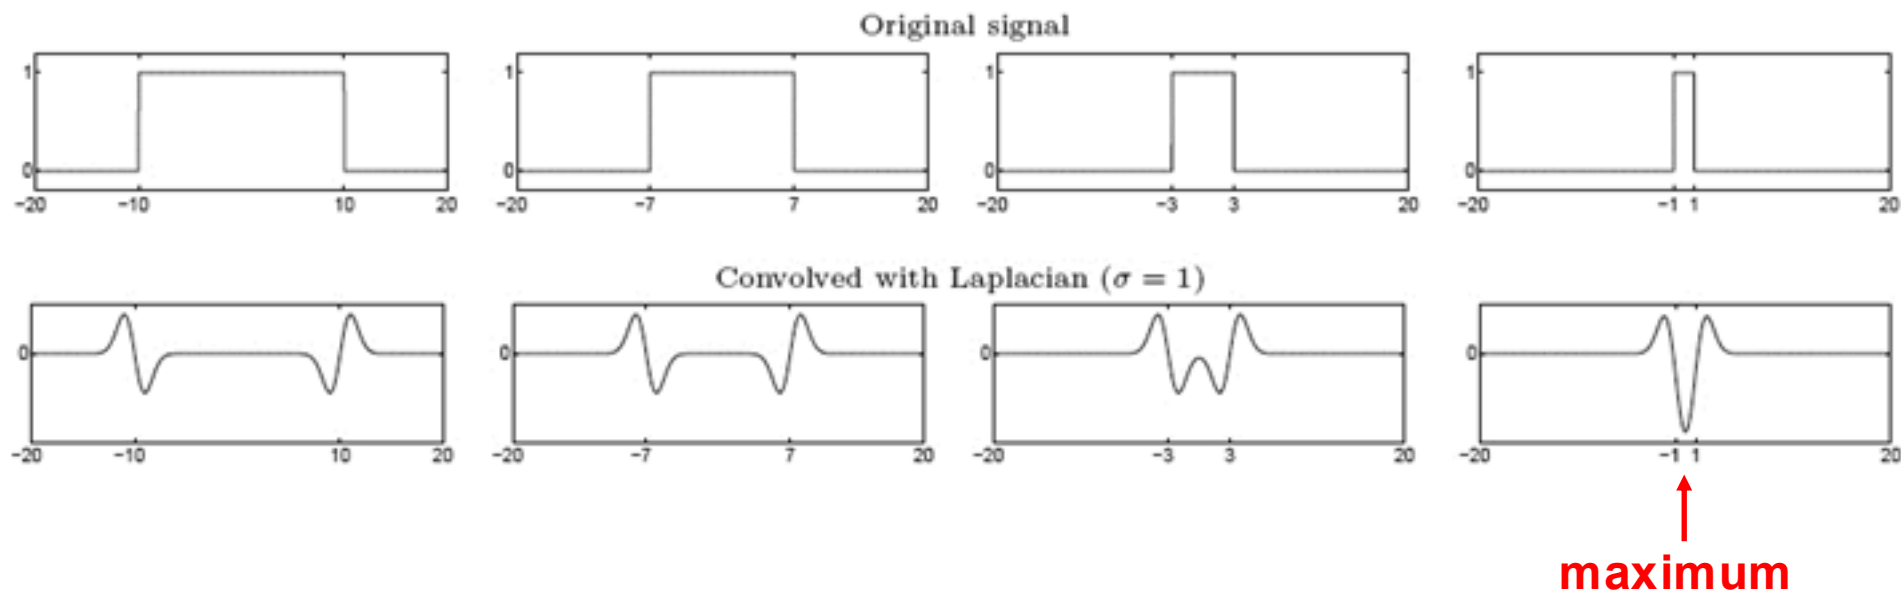 Original signal
1 1 1 1
0 0 0 0
−20 −10 10 20 −20 −7 7 20 −20 −3 3 20 −20 −1 1 20
Convolved with Laplacian (σ = 1)
0 0 0 0
−20 −10 10 20 −20 −7 7 20 −20 −3 3 20 −20 −1 1 20
maximum